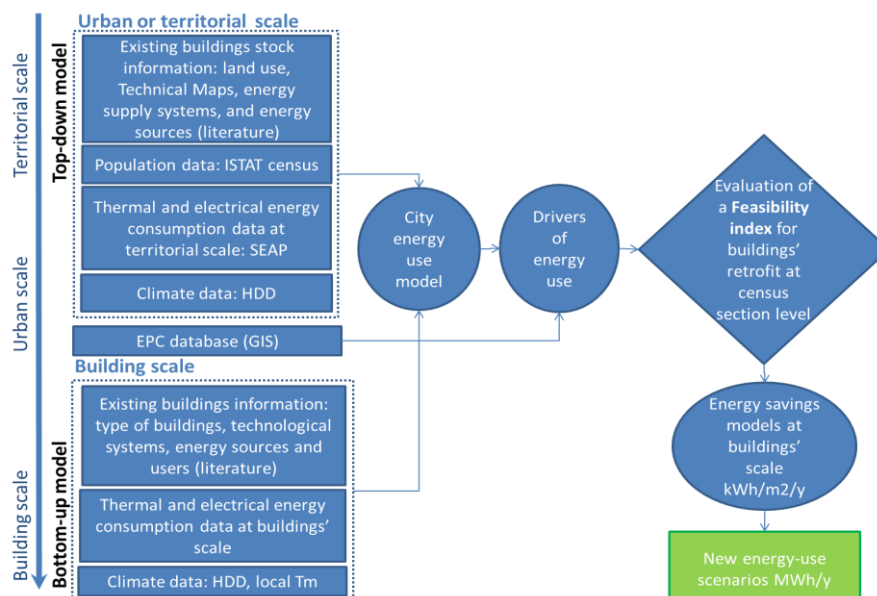 Urban or territorial scale
Territorial scale
Urban scale
Building scale
Top-down model
Existing buildings stock
information: land use,
Technical Maps, energy
supply systems, and energy
sources (literature)
Population data: ISTAT census
Thermal and electrical energy
consumption data at
territorial scale: SEAP
Climate data: HDD
EPC database (GIS)
Building scale
Bottom-up model
Existing buildings information:
type of buildings, technological
systems, energy sources and
users (literature)
Thermal and electrical energy
consumption data at buildings’
scale
Climate data: HDD, local Tm
City
energy
use
model
Drivers
of
energy
use
Evaluation of
a Feasibility
index for
buildings’
retrofit at
census
section level
Energy savings
models at
buildings’
scale
kWh/m2/y
New energy-use
scenarios MWh/y